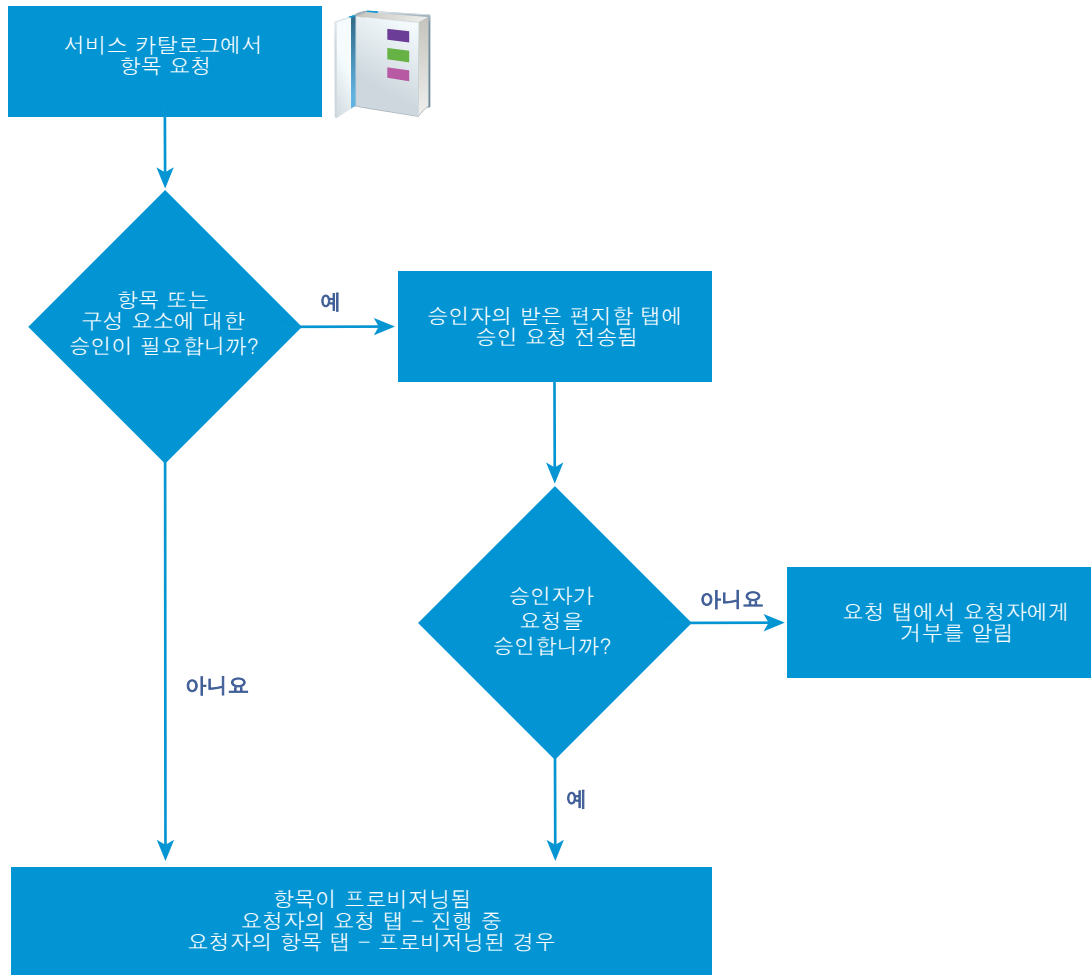 서비스 카탈로그에서
항목 요청
항목 또는
구성 요소에 대한
승인이 필요합니까?
예
승인자의 받은 편지함 탭에
승인 요청 전송됨
승인자가
요청을
승인합니까?
아니요
요청 탭에서 요청자에게
거부를 알림
아니요
예
항목이 프로비저닝됨
요청자의 요청 탭 – 진행 중
요청자의 항목 탭 – 프로비저닝된 경우